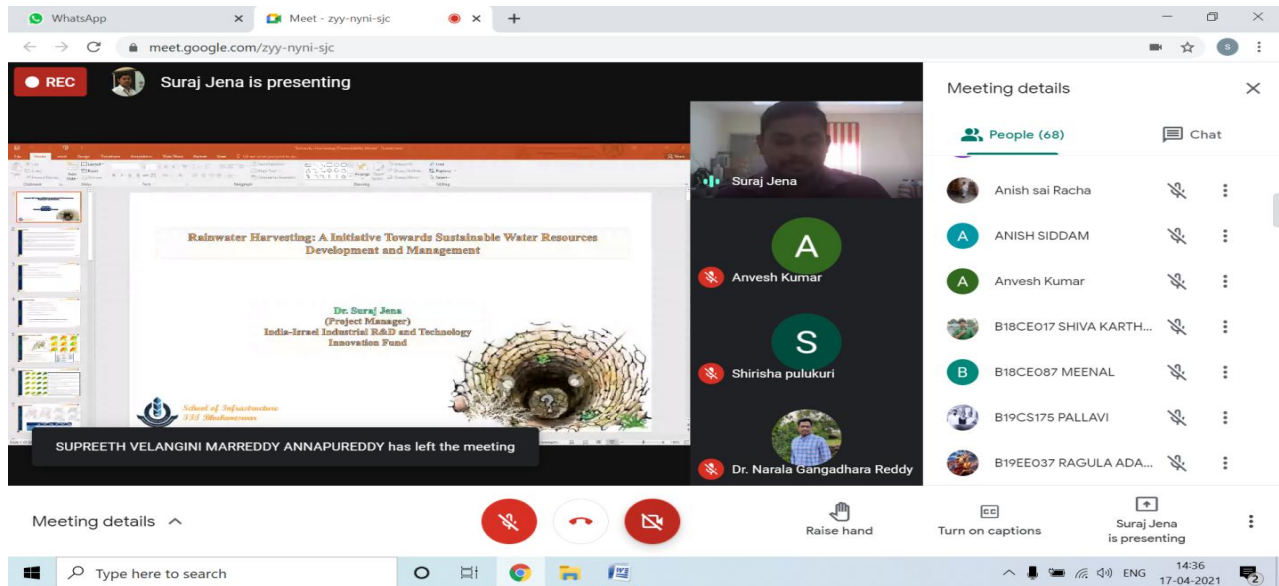 WhatsApp
Meet - zyy-nyni-sjc
meet.google.com/zyy-nyni-sjc
S
REC
Suraj Jena is presenting
Rainwater Harvesting: A Initiative Towards Sustainable Water Resources
Development and Management
Dr. Suraj Jena
(Project Manager)
India-Israel Industrial R&D and Technology
Innovation Fund
School of Infrastructure
IIT Bhubaneswar
SUPREETH VELANGINI MARREDDY ANNAPUREDDY has left the meeting
Suraj Jena
A
Anvesh Kumar
S
Shirisha pulukuri
Dr. Narala Gangadhara Reddy
Meeting details
People (68)
Chat
Anish sai Racha
A ANISH SIDDAM
A Anvesh Kumar
B18CE017 SHIVA KARTH...
B B18CE087 MEENAL
B19CS175 PALLAVI
B19EE037 RAGULA ADA...
Meeting details
Raise hand
CC
Turn on captions
Suraj Jena
is presenting
Type here to search
ENG
14:36
17-04-2021
2